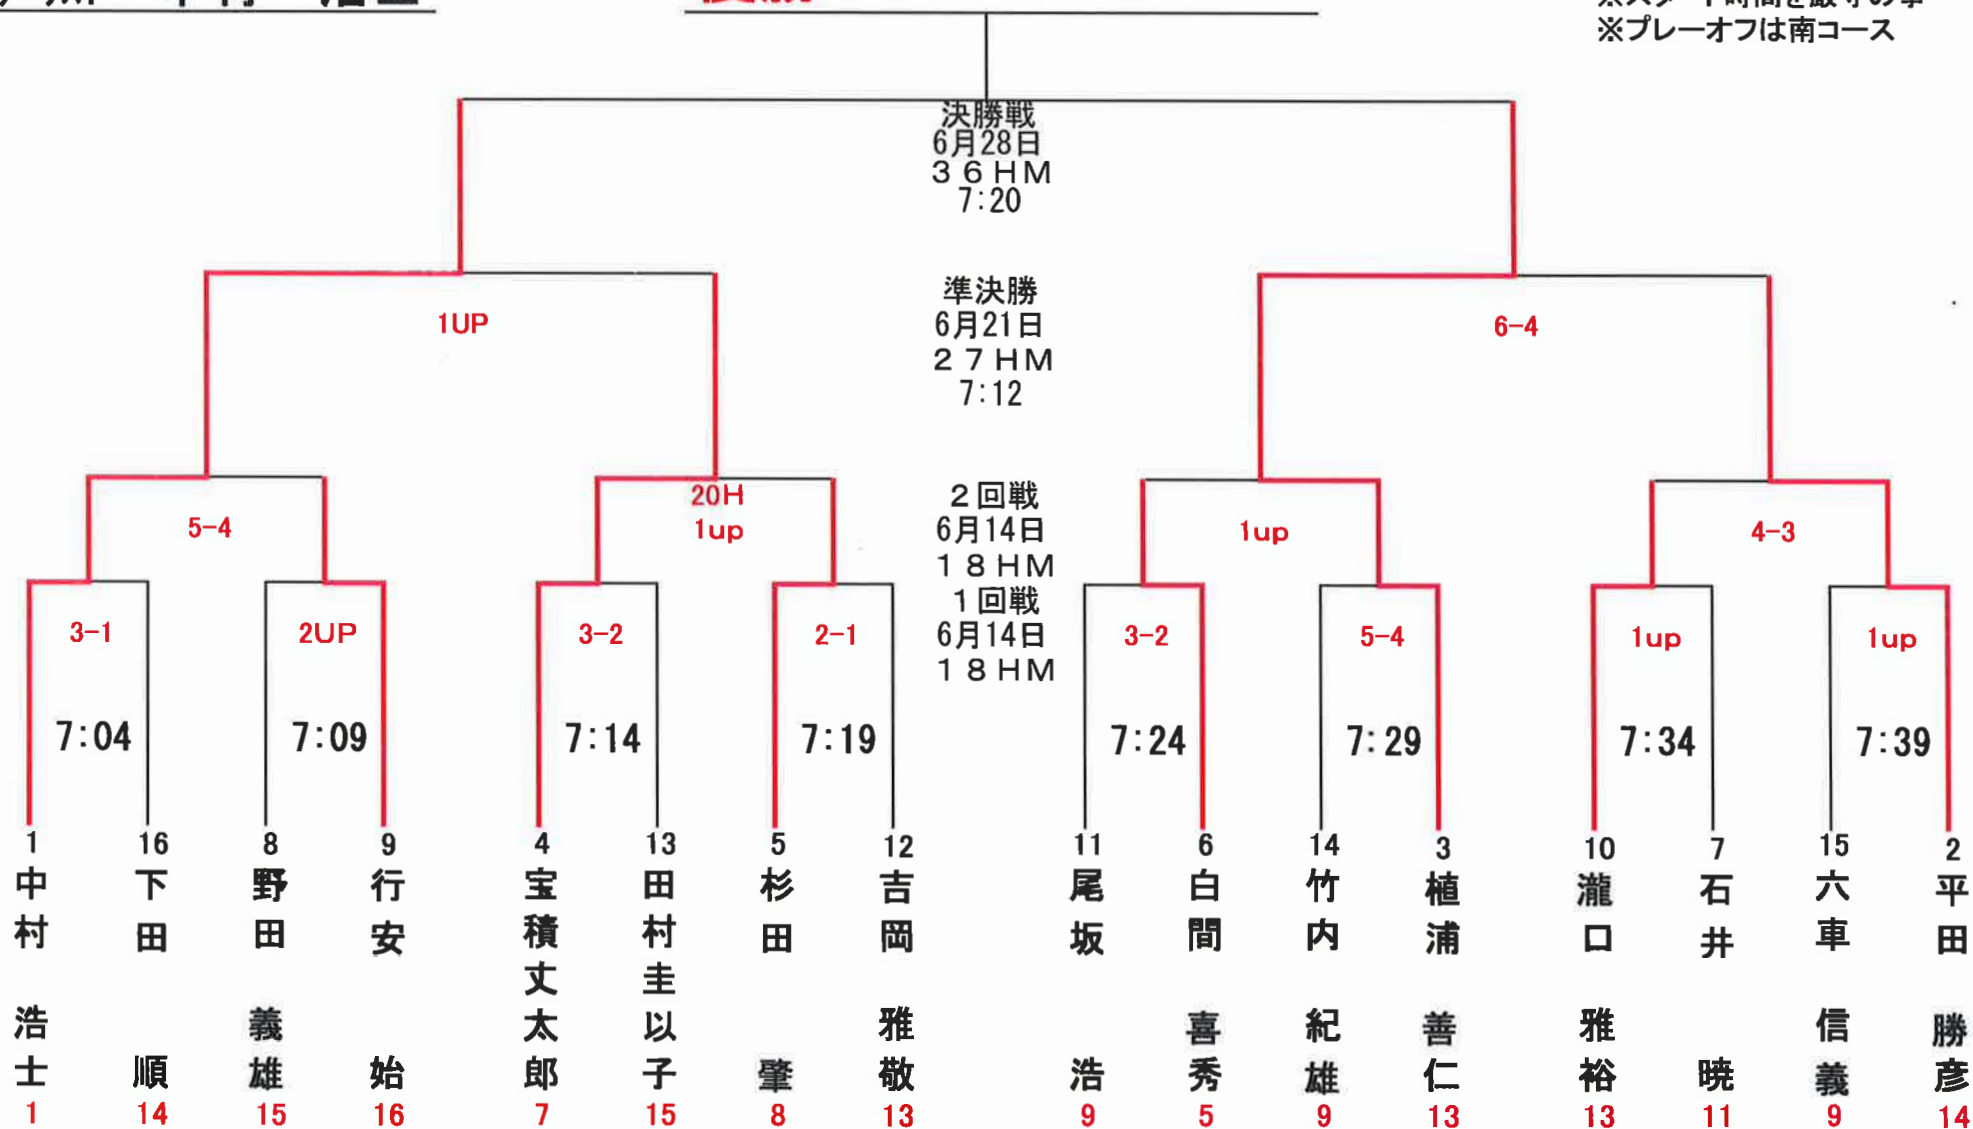 ※プレーオフは南コース
決勝戦
6月28日
３６ＨＭ
7:20
準決勝
6月21日
２７ＨＭ
7:12
1UP
6-4
２回戦
6月14日
１８ＨＭ
5-4
20H
1up
1up
4-3
１回戦
6月14日
１８ＨＭ
3-1
2UP
3-2
2-1
3-2
5-4
1up
1up
7:04
7:09
7:14
7:19
7:24
7:29
7:34
7:39
1
中村 浩士
1
16
下田 順
14
8
野田 義雄
15
9
行安 始
16
4
宝積丈太郎
7
13
田村圭以子
15
5
杉田 肇
8
12
吉岡 雅敬
13
11
尾坂 浩
9
6
白間 喜秀
5
14
竹内 紀雄
9
3
植浦 善仁
13
10
瀧口 雅裕
13
7
石井 暁
11
15
六車 信義
9
2
平田 勝彦
14